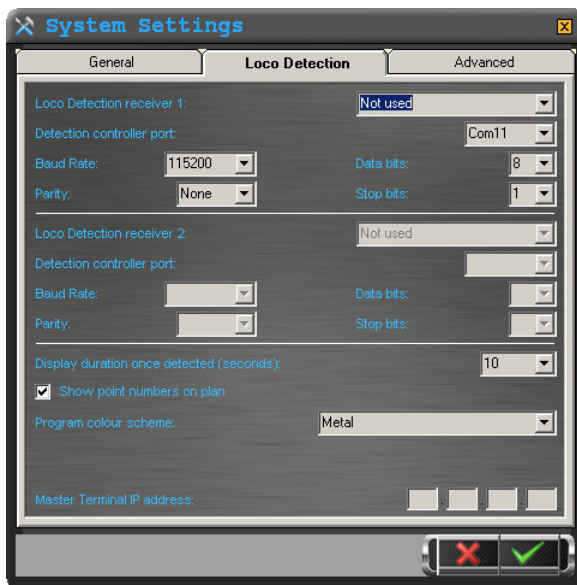 System Settings
General Loco Detection Advanced
Loco Detection receiver 1: Not used
Detection controller port: Com11
Baud Rate: 115200 Data bits: 8
Parity: None Stop bits: 1
Loco Detection receiver 2: Not used
Detection controller port:
Baud Rate: Data bits:
Parity: Stop bits:
Display duration once detected (seconds): 10
Show point numbers on plan
Program colour scheme: Metal
Master Terminal IP address: . . .